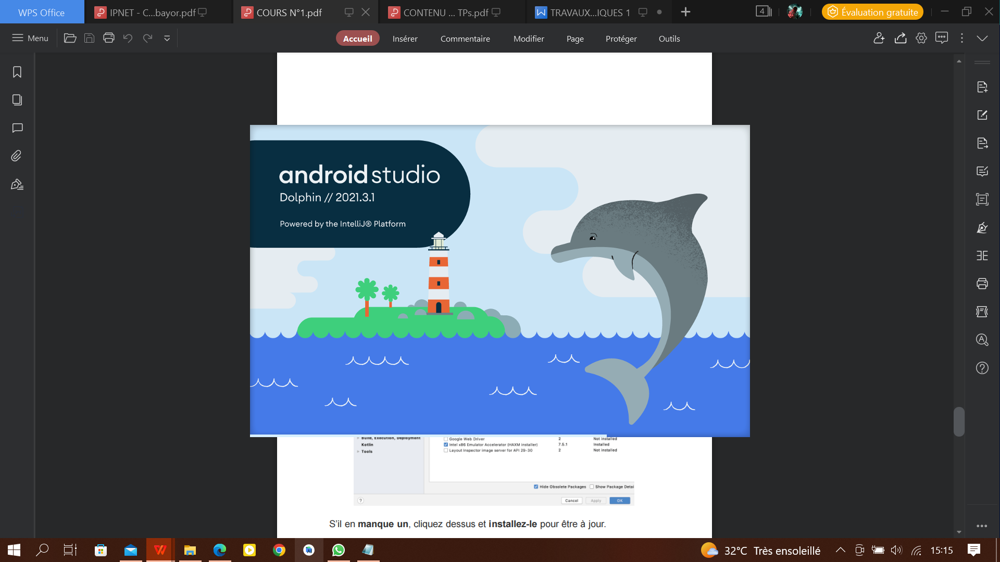 WPS Office
IPNET - C...bayor.pdf
COURS N°1.pdf
CONTENU ... TPs.pdf
TRAVAUX...IQUES 1
4
Évaluation gratuite
Menu
Accueil
Insérer
Commentaire
Modifier
Page
Protéger
Outils
androidstudio
Dolphin // 2021.3.1
Powered by the IntelliJ® Platform
Build, Execution, Deployment
Kotlin
Tools
Google Web Driver 2 Not installed
Intel x86 Emulator Accelerator (HAXM installer) 7.5.1 Installed
Layout Inspector image server for API 29-30 2 Not installed
Hide Obsolete Packages Show Package Detai
? Cancel Apply OK
S'il en manque un, cliquez dessus et installez-le pour être à jour.
32°C Très ensoleillé
15:15